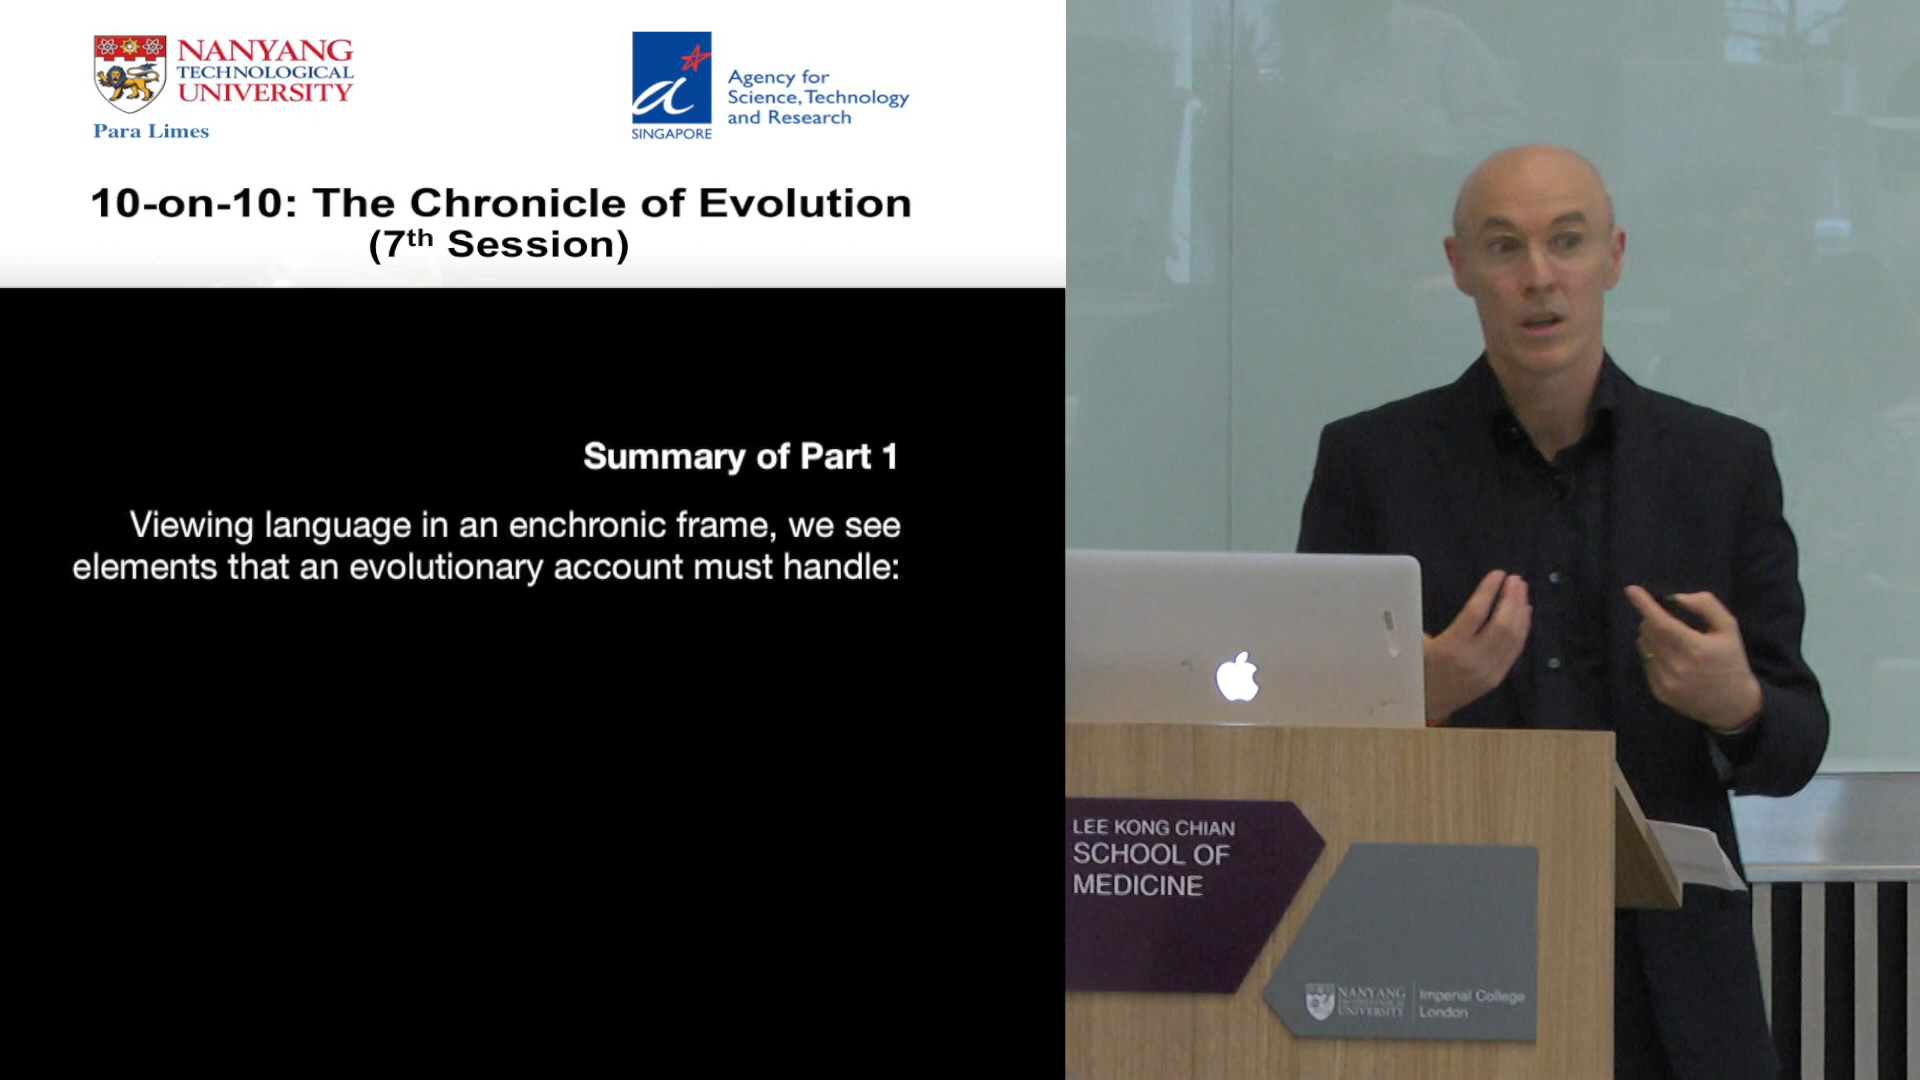 NANYANG
TECHNOLOGICAL
UNIVERSITY
Para Limes
a
SINGAPORE
Agency for
Science, Technology
and Research
10-on-10: The Chronicle of Evolution
(7th Session)
Summary of Part 1
Viewing language in an enchronic frame, we see
elements that an evolutionary account must handle:
LEE KONG CHIAN
SCHOOL OF
MEDICINE
NANYANG
TECHNOLOGICAL
UNIVERSITY
Imperial College
London